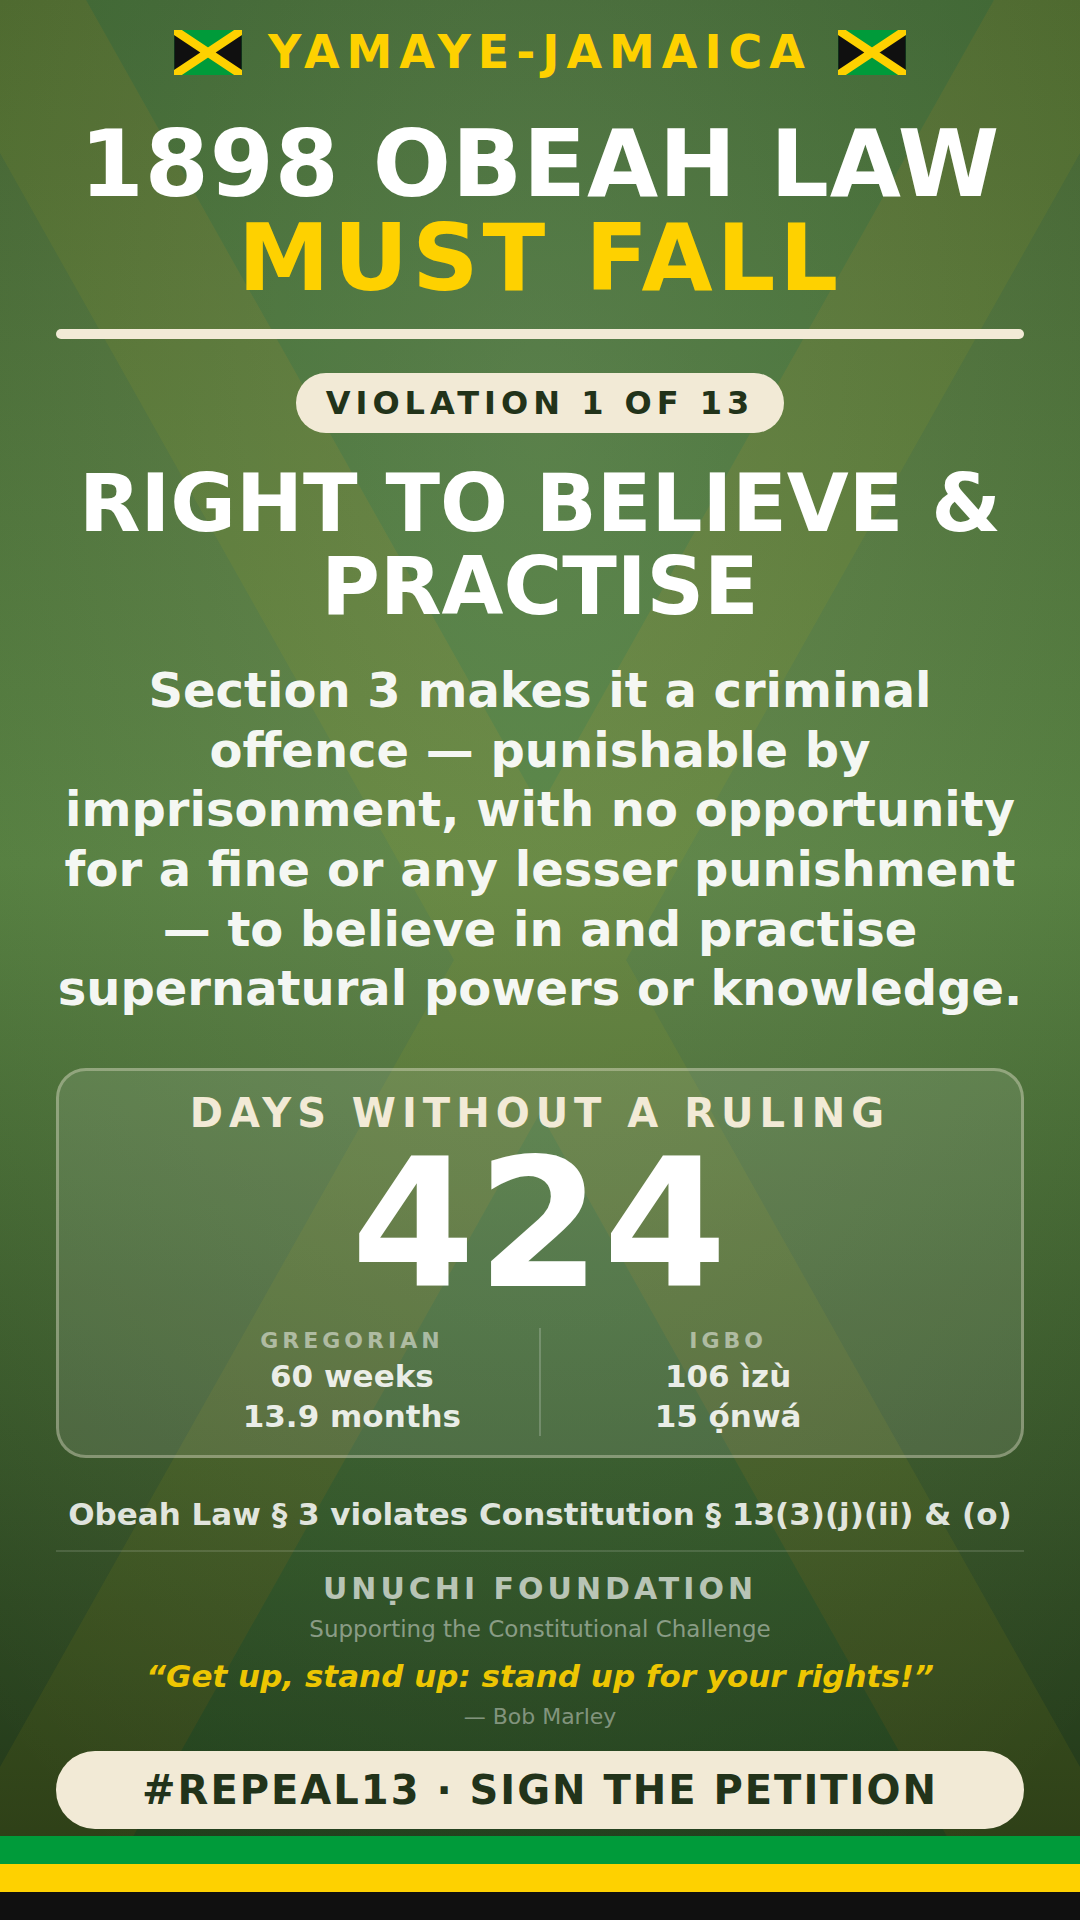 YAMAYE-JAMAICA
1898 OBEAH LAW
MUST FALL
VIOLATION 1 OF 13
RIGHT TO BELIEVE &
PRACTISE
Section 3 makes it a criminal
offence — punishable by
imprisonment, with no opportunity
for a fine or any lesser punishment
— to believe in and practise
supernatural powers or knowledge.
DAYS WITHOUT A RULING
424
GREGORIAN
60 weeks
13.9 months
IGBO
106 ìzù
15 ọ́nwá
Obeah Law § 3 violates Constitution § 13(3)(j)(ii) & (o)
UNỤCHI FOUNDATION
Supporting the Constitutional Challenge
“Get up, stand up: stand up for your rights!”
— Bob Marley
#REPEAL13 · SIGN THE PETITION